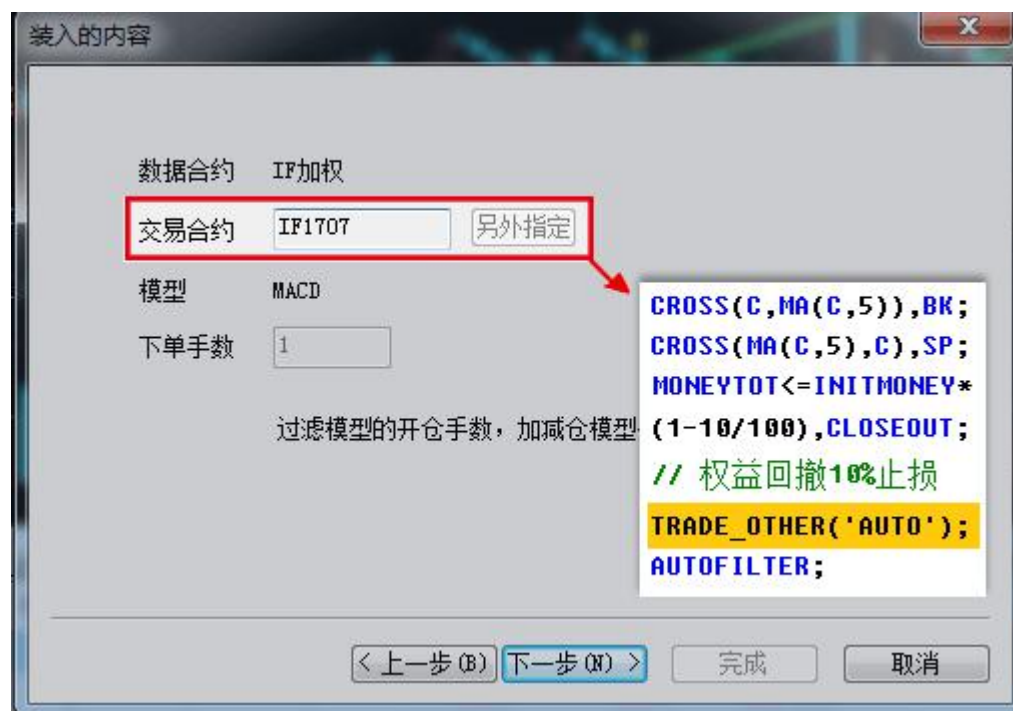 装入的内容
数据合约 IF加权
交易合约 IF1707 另外指定
模型 MACD
下单手数 1
过滤模型的开仓手数，加减仓模型
CROSS(C,MA(C,5)),BK;
CROSS(MA(C,5),C),SP;
MONEYTOT<=INITMONEY*
(1-10/100),CLOSEOUT;
// 权益回撤10%止损
TRADE_OTHER('AUTO');
AUTOFILTER;
<上一步(B) 下一步(N) > 完成 取消